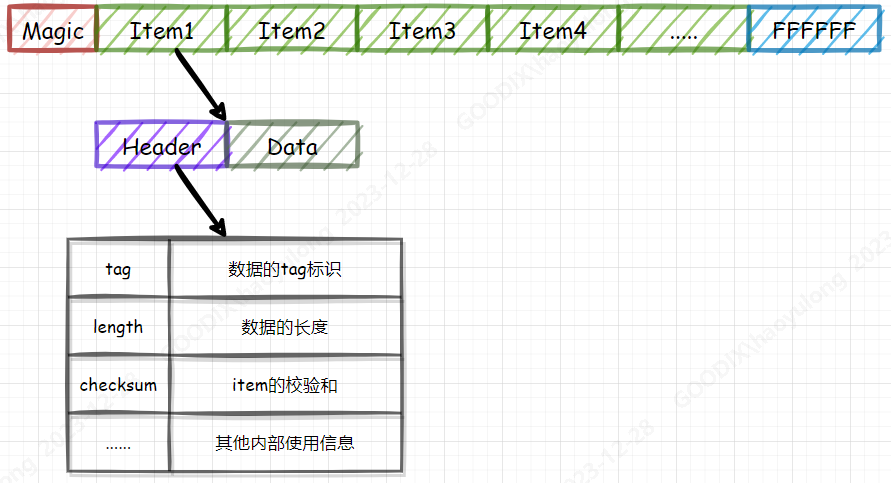 Magic Item1 Item2 Item3 Item4 ..... FFFFFF
Header Data
tag 数据的tag标识
length 数据的长度
checksum item的校验和
...... 其他内部使用信息
GOODIX\haoyulong 2023-12-28